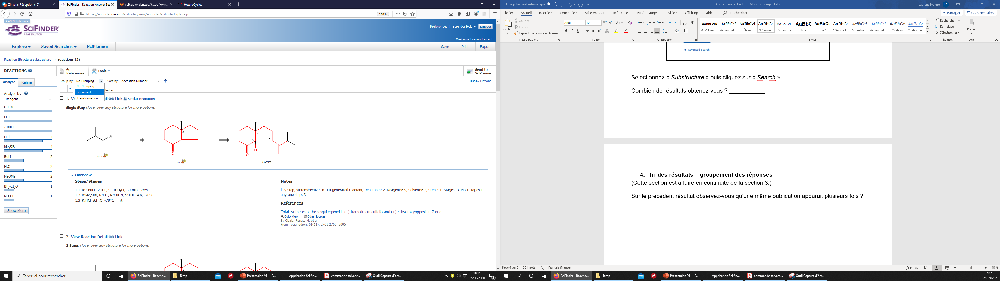 Zimbra: Réception (15)
SciFinder - Reaction Answer Set
scihub.wikicn.top/https://www
HeteroCycles
https://scifinder.cas.org/scifinder/view/scifinder/scifinderExplore.jsf
110 %
CAS Solutions
SCIFINDER®
A CAS SOLUTION
Preferences | SciFinder Help Sign Out
Welcome Evanno Laurent
Explore Saved Searches SciPlanner
Save Print Export
Reaction Structure substructure > reactions (5)
REACTIONS
Get References
Tools
Send to SciPlanner
Analyze Refine
Group by: No Grouping
Sort by: Accession Number
Display Options
No Grouping
Document
Transformation
elected
Analyze by:
Reagent
CuCN 5
LiCl 5
t-BuLi 5
HCl 4
Me3SiBr 4
BuLi 2
H2O 2
NaOMe 2
BF3-Et2O 1
NH4Cl 1
Show More
1. Vi
ail Link Similar Reactions
Single Step Hover over any structure for more options.
Br
~10
+
R
O
~4
R
S
S
H
O
82%
Overview
Steps/Stages
1.1 R:t-BuLi, S:THF, S:EtCH2Et, 30 min, -78°C
1.2 R:Me3SiBr, R:LiCl, R:CuCN, S:THF, 4 h, -78°C
1.3 R:HCl, S:H2O, -78°C → rt
Notes
key step, stereoselective, in-situ generated reactant, Reactants: 2, Reagents: 5, Solvents: 3, Steps: 1, Stages: 3, Most stages in
any one step: 3
References
Total syntheses of the sesquiterpenoids (+)-trans-dracunculifoliol and (+)-4-hydroxyoppositan-7-one
Quick View Other Sources
By Oballa, Renata M. et al
From Tetrahedron, 61(11), 2761-2766; 2005
2. View Reaction Detail Link
2 Steps Hover over any structure for more options.
R
Taper ici pour rechercher
SciFinder - Reactio...
Temp
Présentaion 911 - S...
Apprication Sci fin...
commande solvant...
Outil Capture d'écr...
18:16
25/09/2020
2
Enregistrement automatique
Apprication Sci finder - Mode de compatibilité
Laurent Evanno LE
Fichier Accueil Insertion Conception Mise en page Références Publipostage Révision Affichage Aide Rechercher
Partager Commentaires
Coller
Couper
Copier
Reproduire la mise en forme
Presse-papiers
Arial 12
G I S
Police
Paragraphe
AaBbCcDc AaBbCcL AaBbCcl AaBbCc AaBbCcD AaBbC AaBbCc AaBbCc AaBbCcL AaBbCcL AaBbCc AaBbCc
04 A Head... Accentuat... Élevé ¶ Normal Sous-titre Titre Titre 1 ¶ Sans int... Accentuat... Accentuat... Citation Citation in...
Styles
Rechercher
Remplacer
Sélectionner
Édition
Dicter
Voix
Advanced Search
Sélectionnez « Substructure » puis cliquez sur « Search »
Combien de résultats obtenez-vous ? ___________
4. Tri des résultats – groupement des réponses
(Cette section est à faire en continuité de la section 3.)
Sur le précèdent résultat observez-vous qu'une même publication apparait plusieurs fois ?
Page 6 sur 6 331 mots Français (France)
Focus
140 %
SciFinder - Reactio...
Temp
Présentaion 911 - S...
Apprication Sci fin...
commande solvant...
Outil Capture d'écr...
18:16
25/09/2020